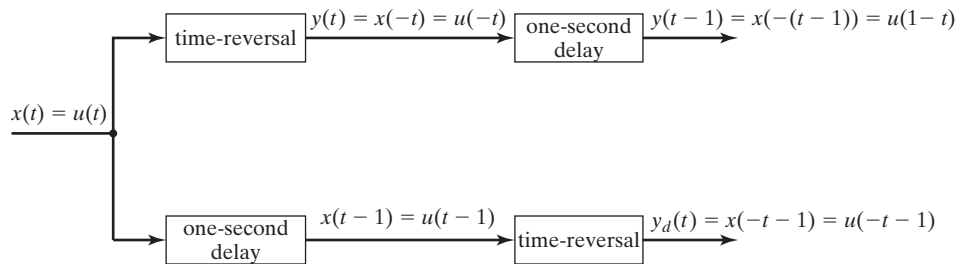 time-reversal
y(t) = x(−t) = u(−t)
one-second
delay
y(t − 1) = x(−(t − 1)) = u(1− t)
x(t) = u(t)
one-second
delay
x(t − 1) = u(t − 1)
time-reversal
y_d(t) = x(−t − 1) = u(−t − 1)